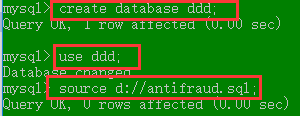 mysql> create database ddd;
Query OK, 1 row affected (0.00 sec)
mysql> use ddd;
Database changed
mysql> source d://antifraud.sql;
Query OK, 0 rows affected (0.00 sec)